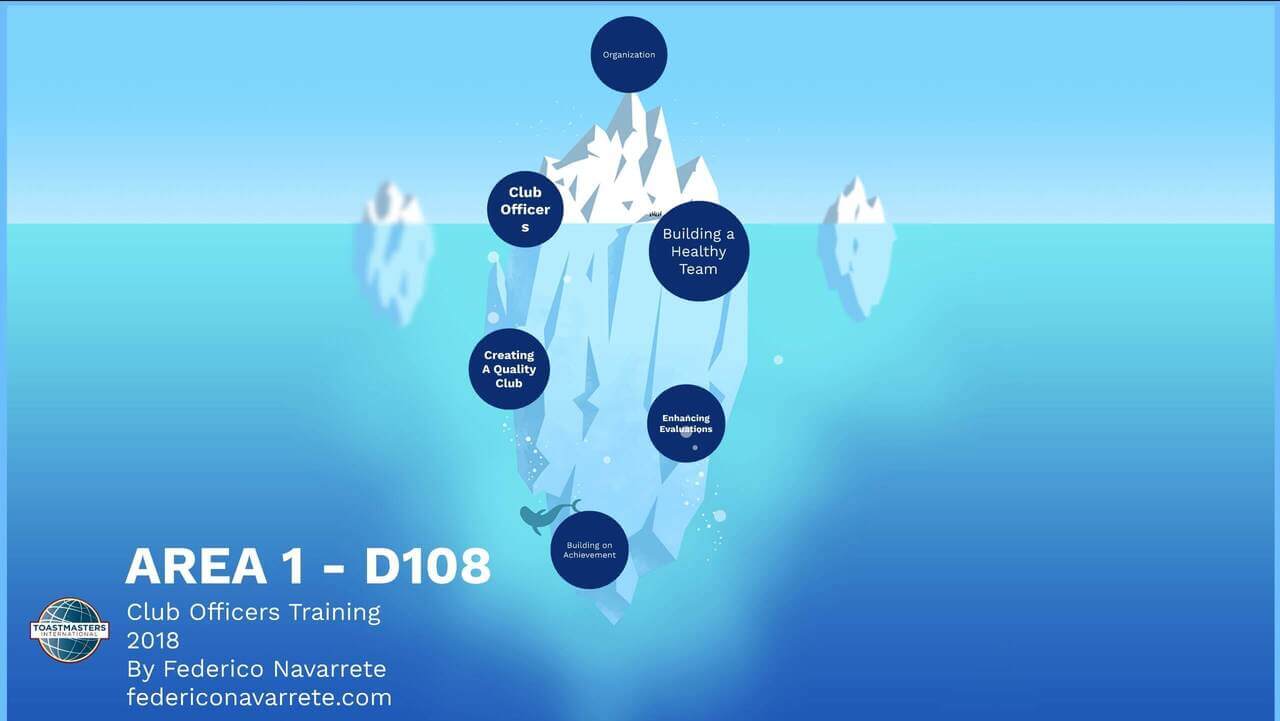 Organization
Club
Officer
s
Building a
Healthy
Team
Creating
A Quality
Club
Enhancing
Evaluations
Building on
Achievement
AREA 1 - D108
Club Officers Training
2018
By Federico Navarrete
federiconavarrete.com
TOASTMASTERS
INTERNATIONAL